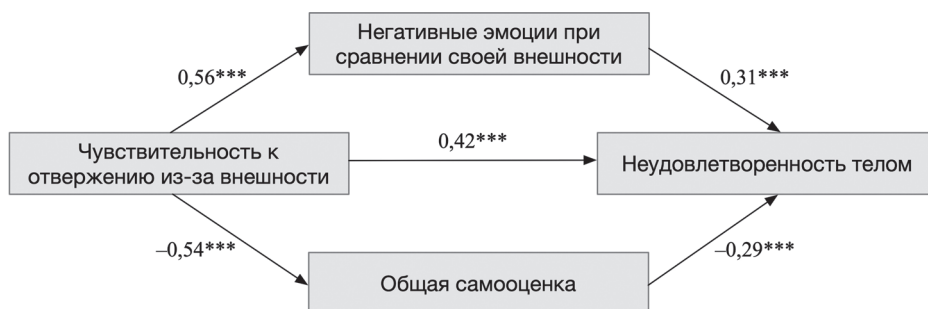 Негативные эмоции при
сравнении своей внешности
0,56***
0,31***
Чувствительность к
отвержению из-за внешности
0,42***
Неудовлетворенность телом
–0,54***
–0,29***
Общая самооценка